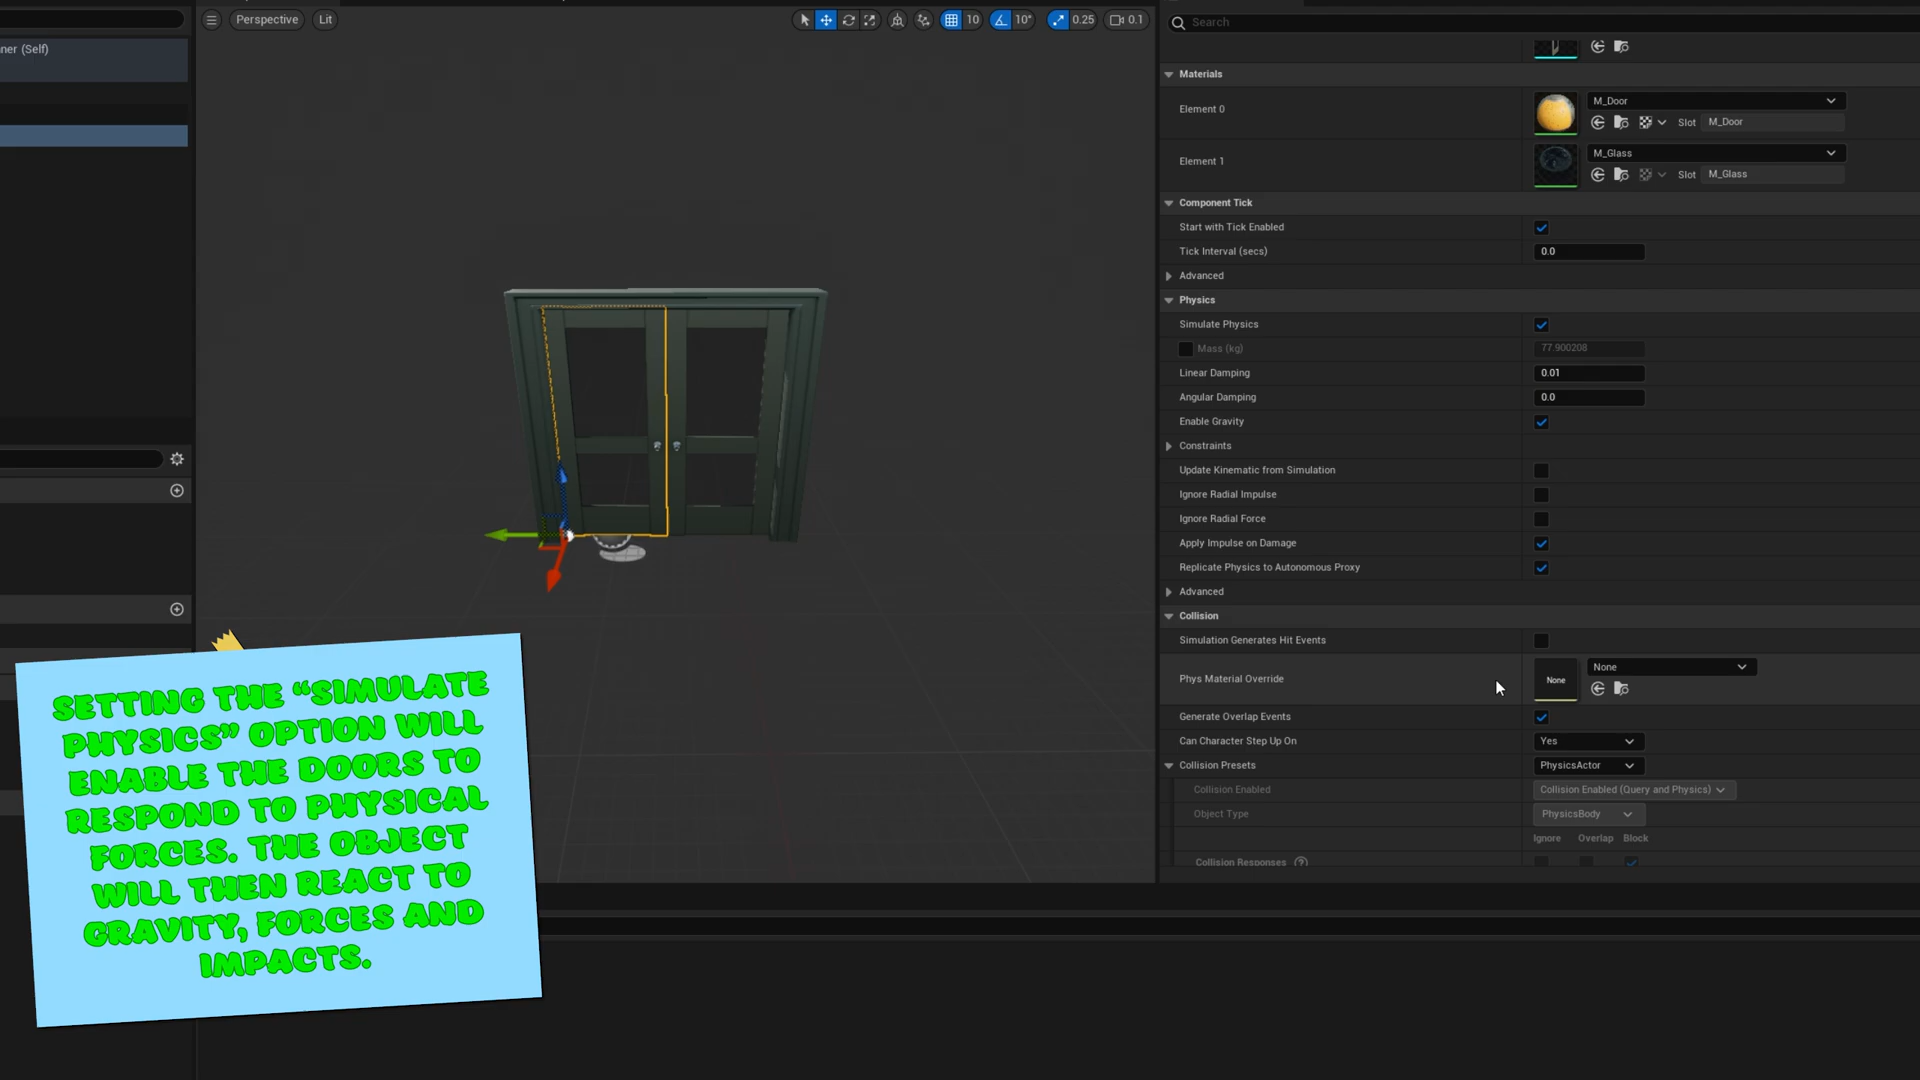 ner (Self)
Perspective
Lit
10
10°
0.25
0.1
Search
Materials
Element 0
M_Door
Slot
M_Door
Element 1
M_Glass
Slot
M_Glass
Component Tick
Start with Tick Enabled
Tick Interval (secs)
0.0
Advanced
Physics
Simulate Physics
Mass (kg)
77.900208
Linear Damping
0.01
Angular Damping
0.0
Enable Gravity
Constraints
Update Kinematic from Simulation
Ignore Radial Impulse
Ignore Radial Force
Apply Impulse on Damage
Replicate Physics to Autonomous Proxy
Advanced
Collision
Simulation Generates Hit Events
Phys Material Override
None
None
Generate Overlap Events
Can Character Step Up On
Yes
Collision Presets
PhysicsActor
Collision Enabled
Collision Enabled (Query and Physics)
Object Type
PhysicsBody
Ignore Overlap Block
Collision Responses
SETTING THE “SIMULATE
PHYSICS” OPTION WILL
ENABLE THE DOORS TO
RESPOND TO PHYSICAL
FORCES. THE OBJECT
WILL THEN REACT TO
GRAVITY, FORCES AND
IMPACTS.